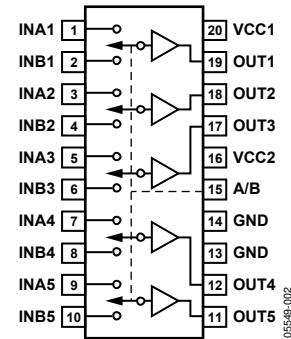 INA1 1 20 VCC1
INB1 2 19 OUT1
INA2 3 18 OUT2
INB2 4 17 OUT3
INA3 5 16 VCC2
INB3 6 15 A/B
INA4 7 14 GND
INB4 8 13 GND
INA5 9 12 OUT4
INB5 10 11 OUT5
05549-002